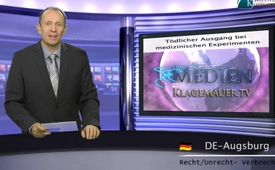 Tödlicher Ausgang bei
medizinischen Experimenten
MEDIEN
KLAGEMAUER TV
DE-Augsburg
Recht/Unrecht- Verbrech